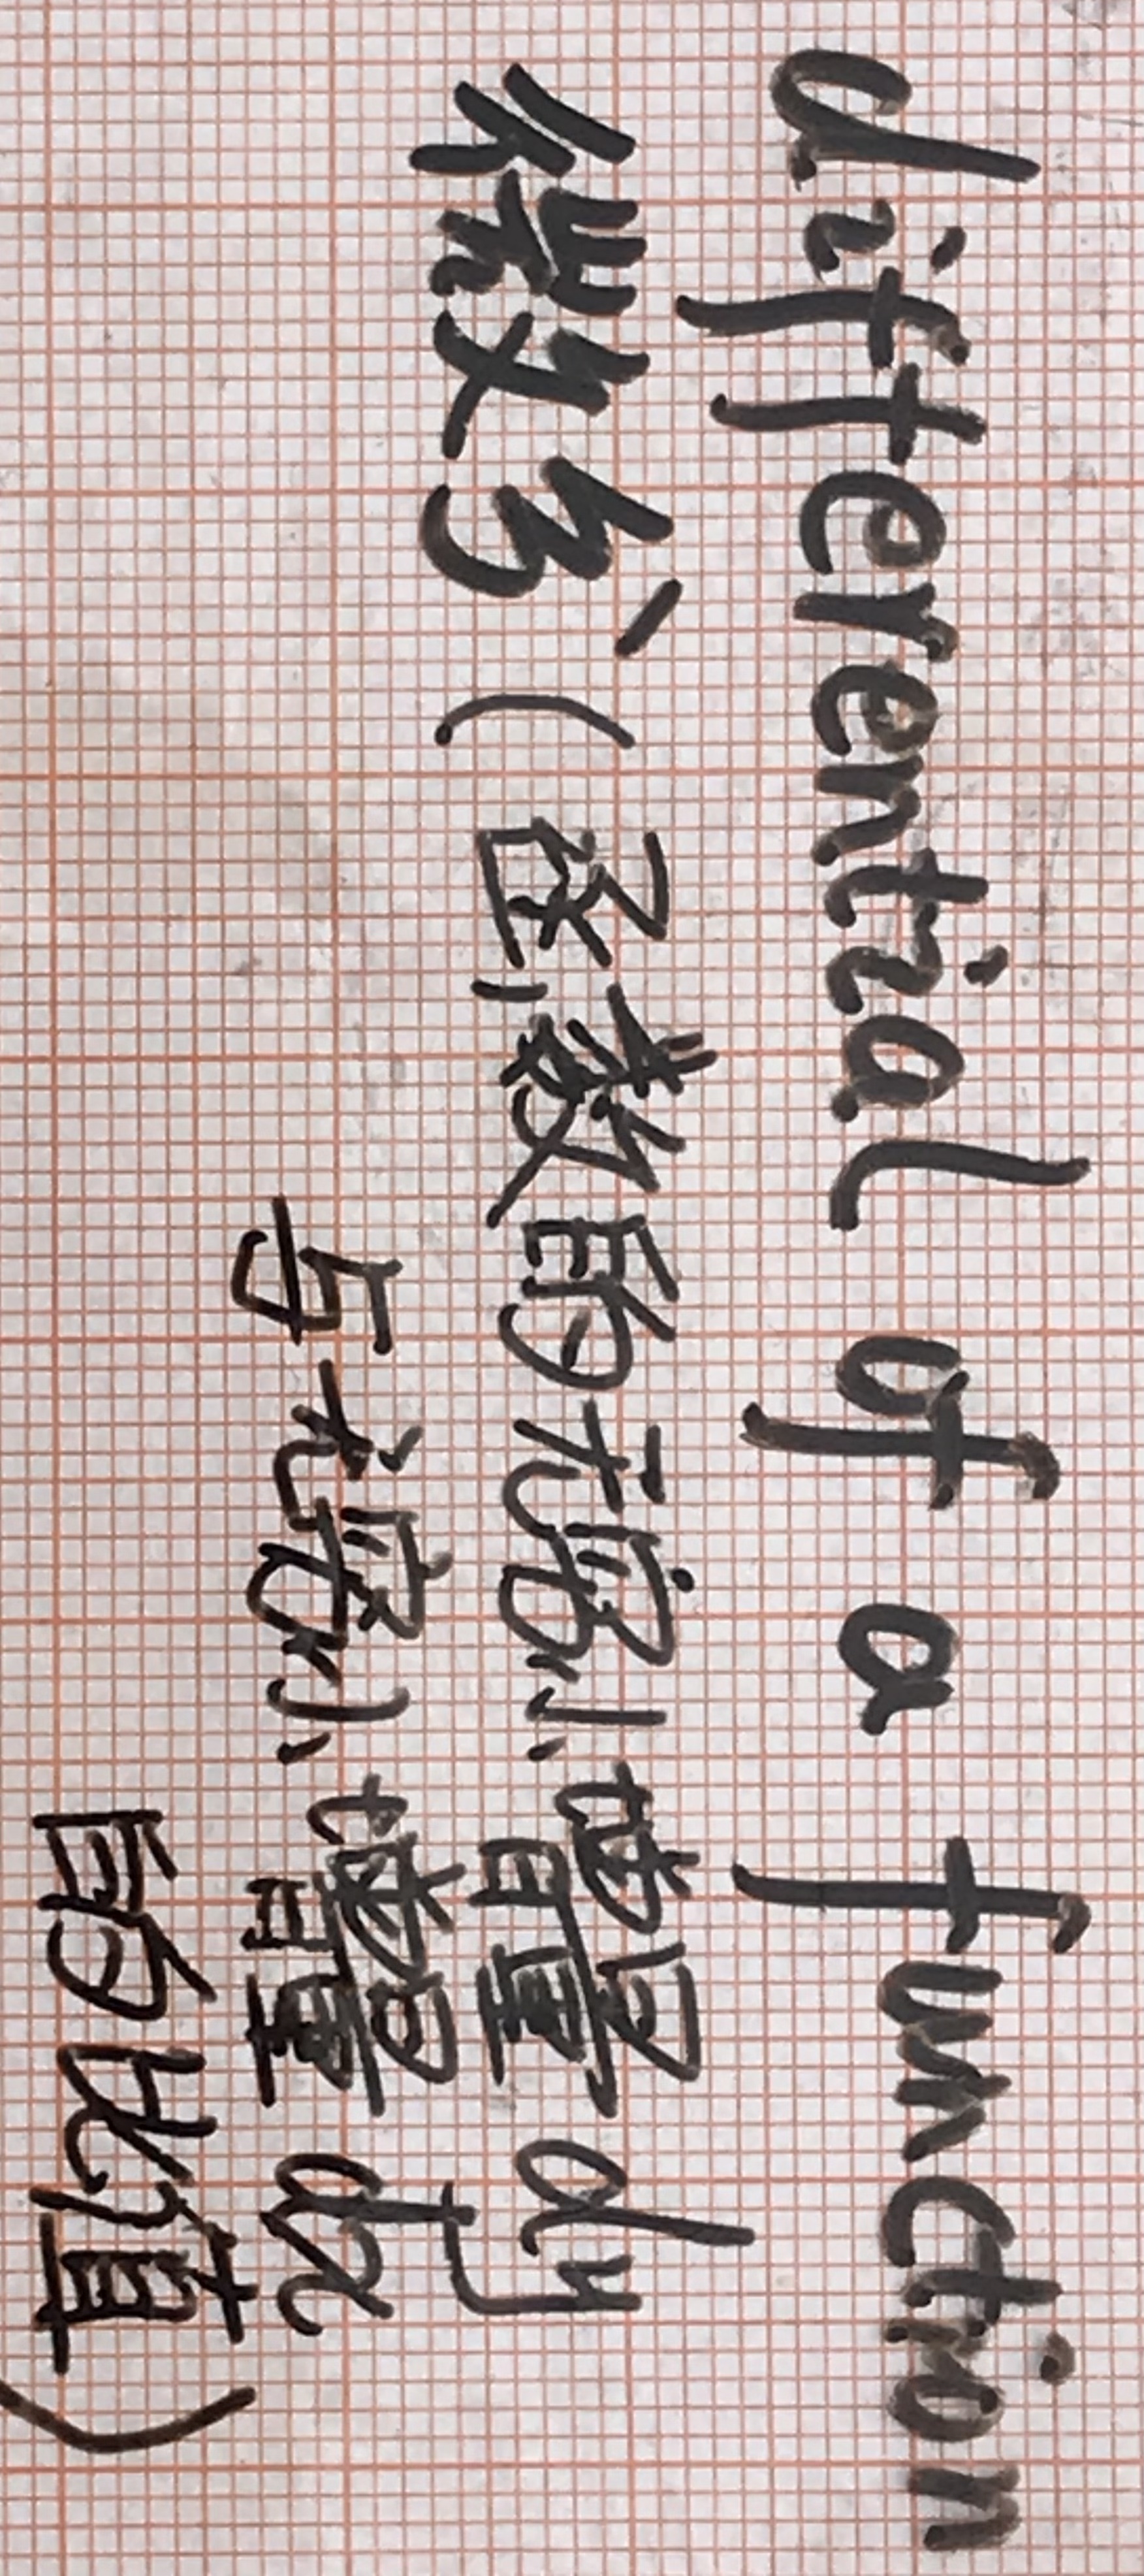 differential of a function
微分(函数的无穷小增量dy
与无穷小增量dx
的比值)